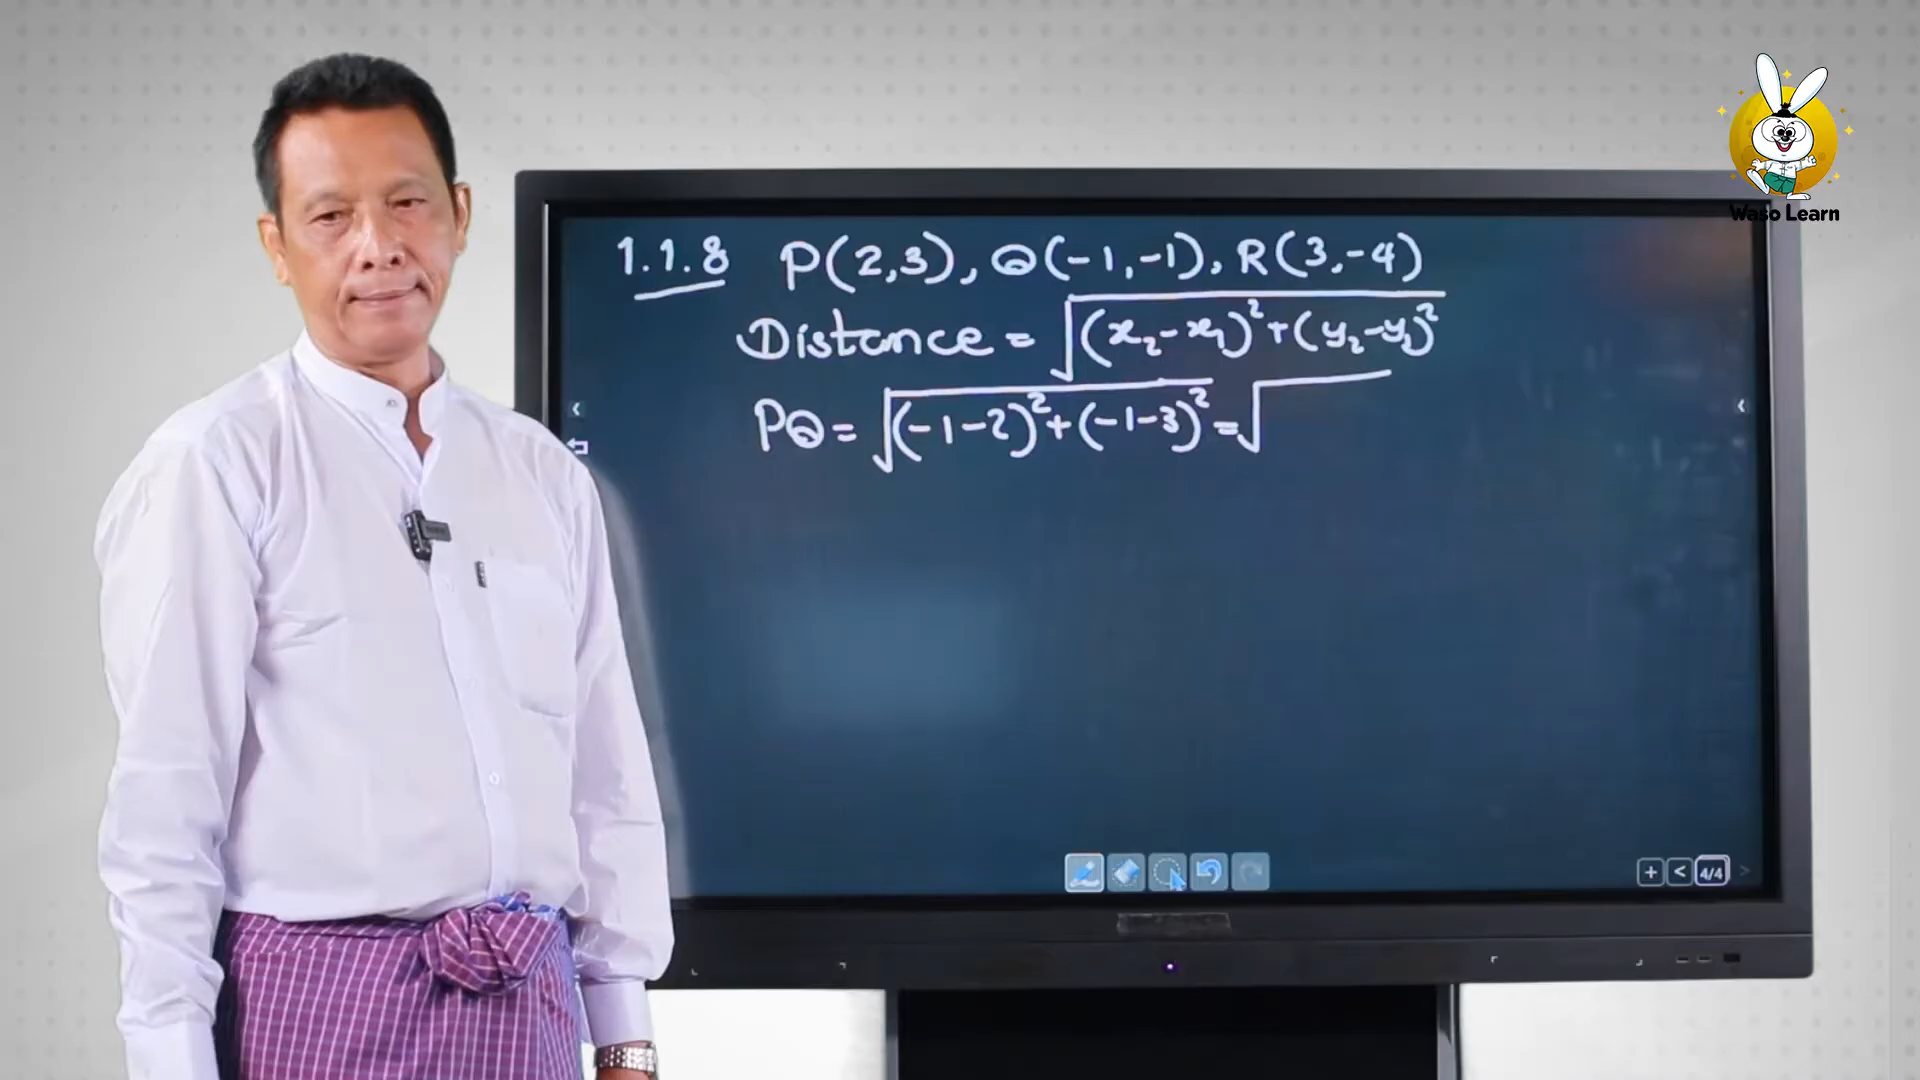 Waso Learn
1.1.8 P(2,3), Q(-1,-1), R(3,-4)
Distance = √(x₂-x₁)²+(y₂-y₁)²
PQ = √(-1-2)²+(-1-3)² = √
4/4